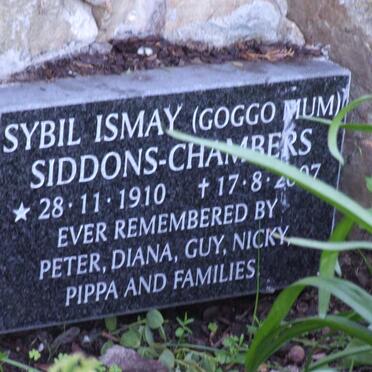 SYBIL ISMAY (GOGGO MUM)
SIDDONS-CHAMBERS
★ 28·11·1910 †17·8·2007
EVER REMEMBERED BY
PETER, DIANA, GUY, NICKY,
PIPPA AND FAMILIES.